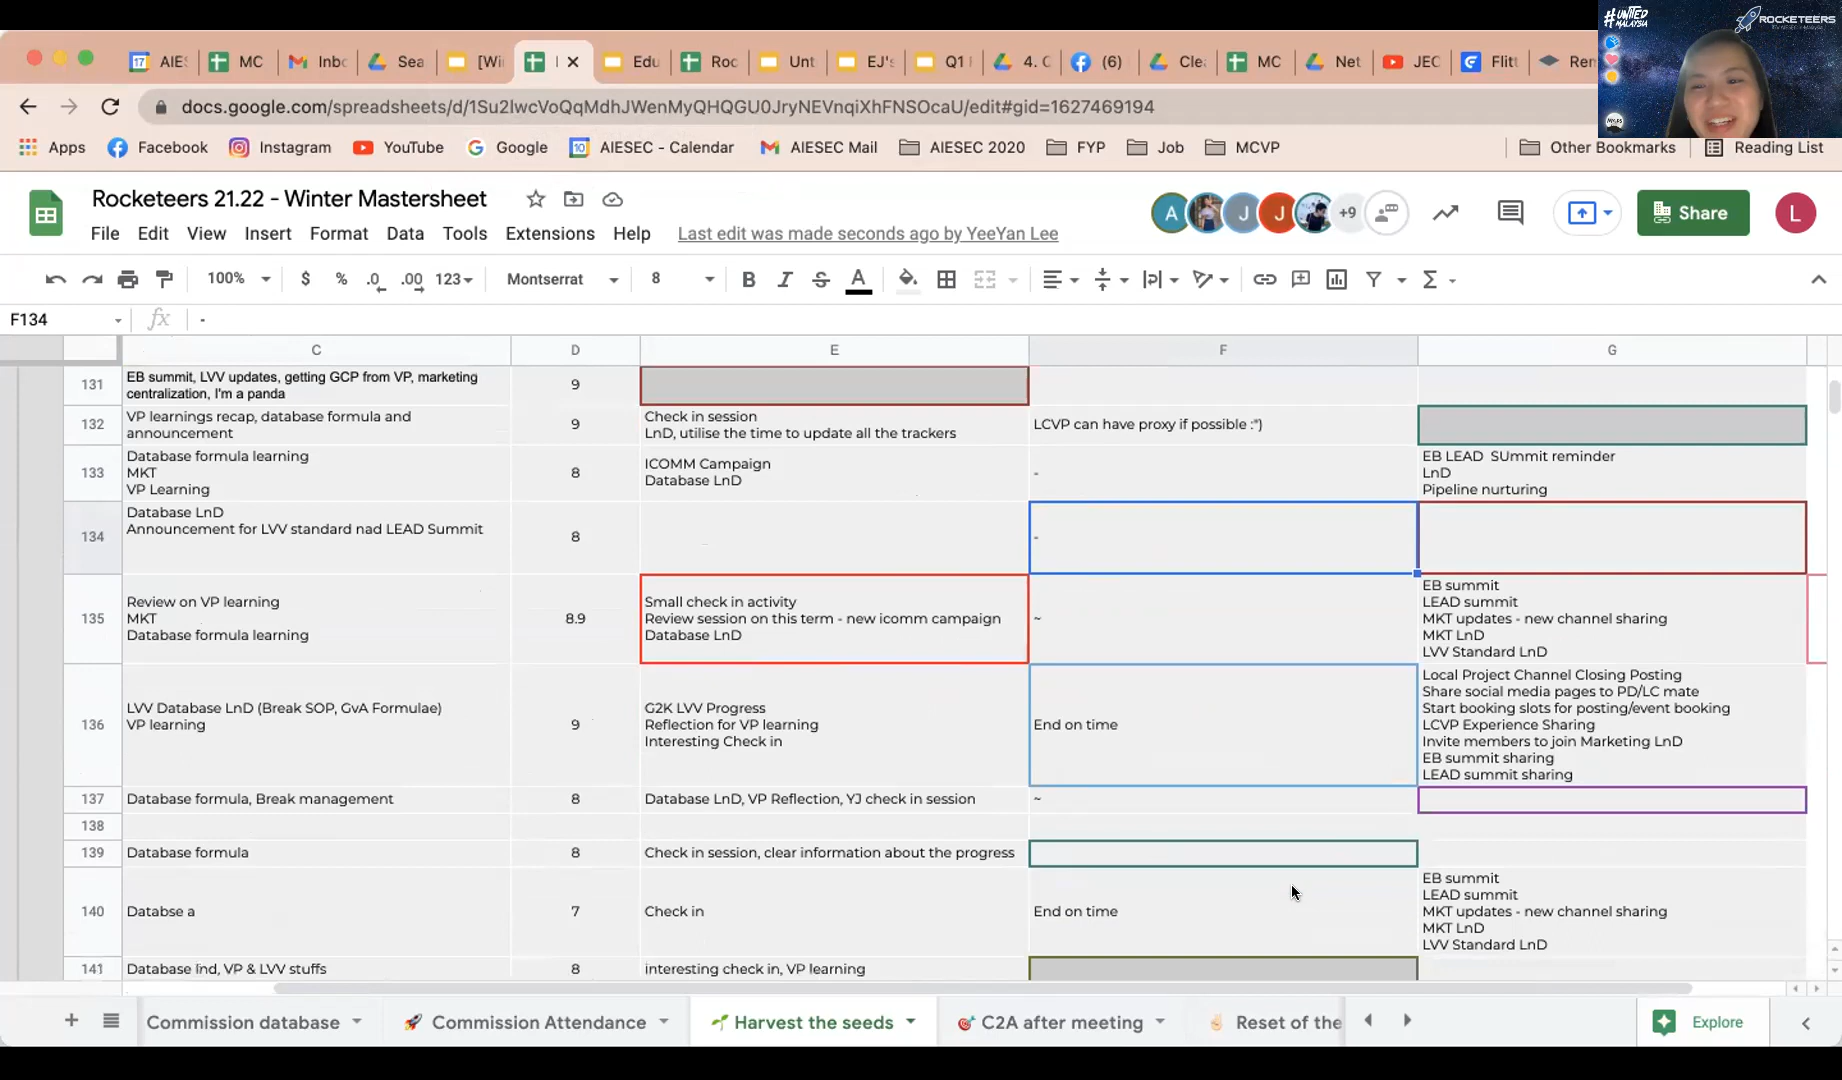 #UNITED
MALAYSIA
ROCKETEERS
17 AIES
MC
Inbo
Sea
[Wi
I
Edu
Roc
Unt
EJ's
Q1
4. C
(6)
Cle
MC
Net
JEC
Flitt
Ren
docs.google.com/spreadsheets/d/1Su2IwcVoQqMdhJWenMyQHQGU0JryNEVnqiXhFNSOcaU/edit#gid=1627469194
Apps
Facebook
Instagram
YouTube
Google
10 AIESEC - Calendar
AIESEC Mail
AIESEC 2020
FYP
Job
MCVP
Other Bookmarks
Reading List
Rocketeers 21.22 - Winter Mastersheet
A
J
J
+9
Share
L
File Edit View Insert Format Data Tools Extensions Help Last edit was made seconds ago by YeeYan Lee
100% $ % .0 .00 123 Montserrat 8 B I S A
F134 fx -
C D E F G
131
EB summit, LVV updates, getting GCP from VP, marketing
centralization, I'm a panda
9
132
VP learnings recap, database formula and
announcement
9
Check in session
LnD, utilise the time to update all the trackers
LCVP can have proxy if possible :")
133
Database formula learning
MKT
VP Learning
8
ICOMM Campaign
Database LnD
-
EB LEAD SUmmit reminder
LnD
Pipeline nurturing
134
Database LnD
Announcement for LVV standard nad LEAD Summit
8
-
135
Review on VP learning
MKT
Database formula learning
8.9
Small check in activity
Review session on this term - new icomm campaign
Database LnD
~
EB summit
LEAD summit
MKT updates - new channel sharing
MKT LnD
LVV Standard LnD
136
LVV Database LnD (Break SOP, GvA Formulae)
VP learning
9
G2K LVV Progress
Reflection for VP learning
Interesting Check in
End on time
Local Project Channel Closing Posting
Share social media pages to PD/LC mate
Start booking slots for posting/event booking
LCVP Experience Sharing
Invite members to join Marketing LnD
EB summit sharing
LEAD summit sharing
137
Database formula, Break management
8
Database LnD, VP Reflection, YJ check in session
~
138
139
Database formula
8
Check in session, clear information about the progress
140
Databse a
7
Check in
End on time
EB summit
LEAD summit
MKT updates - new channel sharing
MKT LnD
LVV Standard LnD
141
Database lnd, VP & LVV stuffs
8
interesting check in, VP learning
Commission database
Commission Attendance
Harvest the seeds
C2A after meeting
Reset of the
Explore